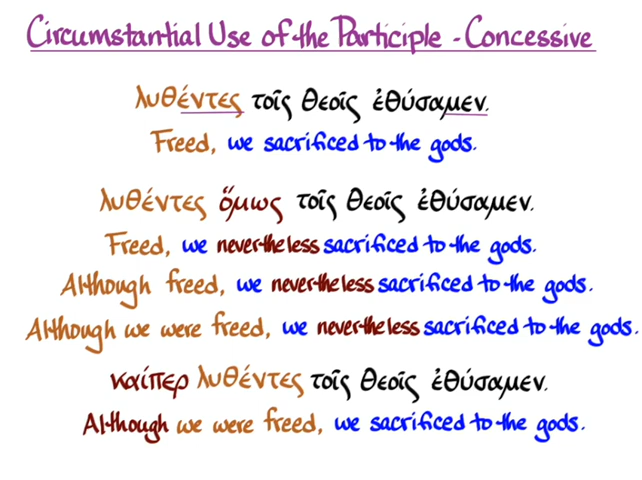 Circumstantial Use of the Participle - Concessive
λυθέντες τοῖς θεοῖς ἐθύσαμεν.
Freed, we sacrificed to the gods.
λυθέντες ὅμως τοῖς θεοῖς ἐθύσαμεν.
Freed, we nevertheless sacrificed to the gods.
Although freed, we nevertheless sacrificed to the gods.
Although we were freed, we nevertheless sacrificed to the gods.
καίπερ λυθέντες τοῖς θεοῖς ἐθύσαμεν.
Although we were freed, we sacrificed to the gods.